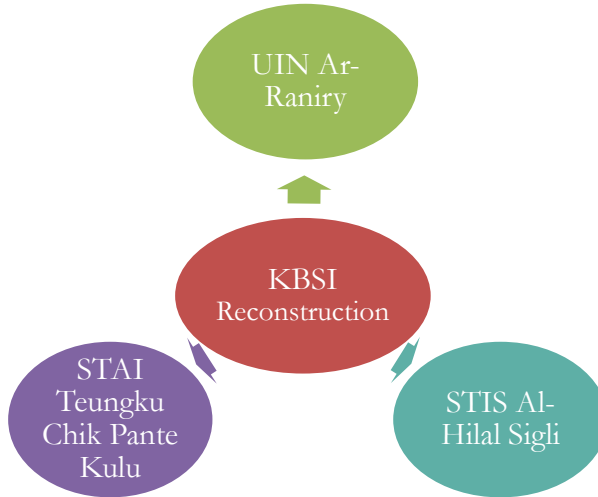 UIN Ar-
Raniry
KBSI
Reconstruction
STAI
Teungku
Chik Pante
Kulu
STIS Al-
Hilal Sigli